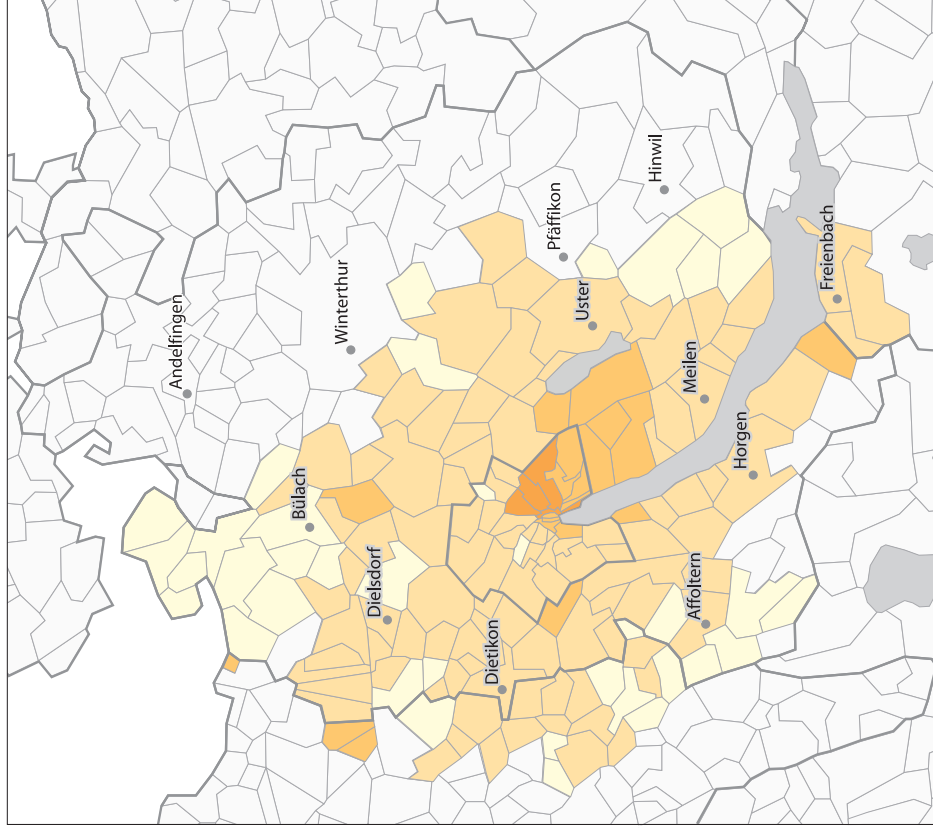 Andelfingen
Winterthur
Bülach
Pfäffikon
Hinwil
Uster
Dielsdorf
Meilen
Freienbach
Horgen
Dietikon
Affoltern